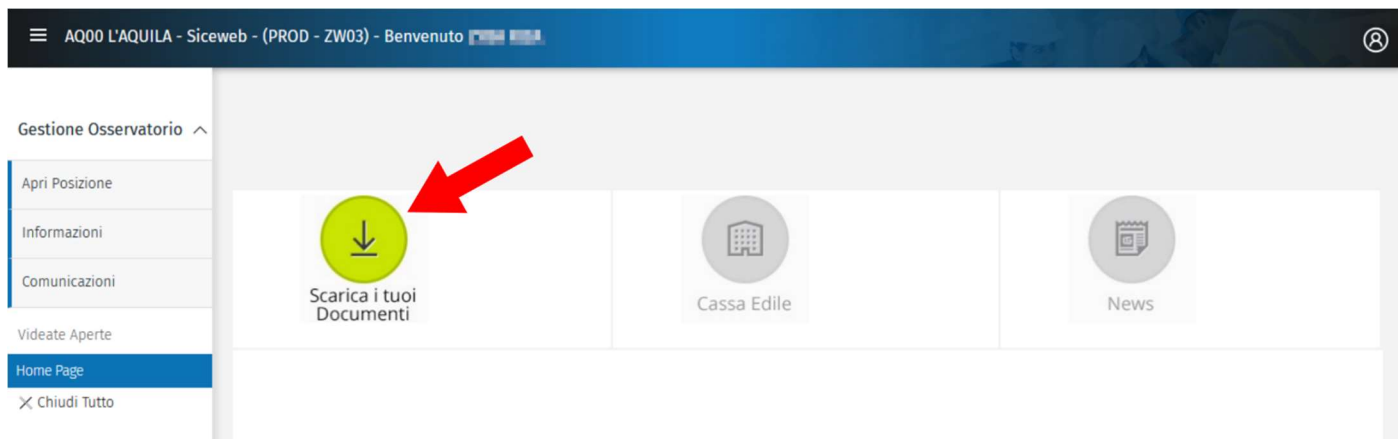 AQ00 L'AQUILA - Siceweb - (PROD - ZW03) - Benvenuto
Gestione Osservatorio
Apri Posizione
Informazioni
Comunicazioni
Videate Aperte
Home Page
Chiudi Tutto
Scarica i tuoi
Documenti
Cassa Edile
News